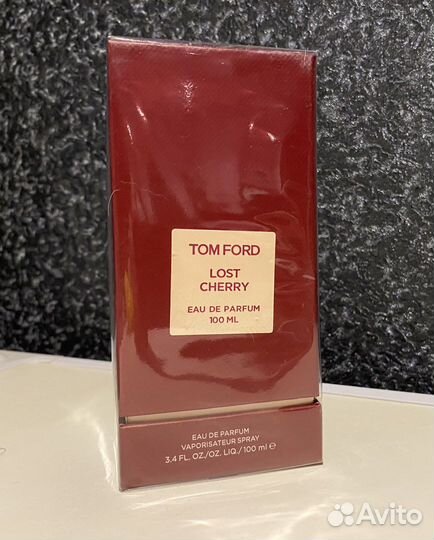 TOM FORD
LOST
CHERRY
EAU DE PARFUM
100 ML
EAU DE PARFUM
VAPORISATEUR SPRAY
3.4 FL. OZ./OZ. LIQ./100 ml ℮
Avito